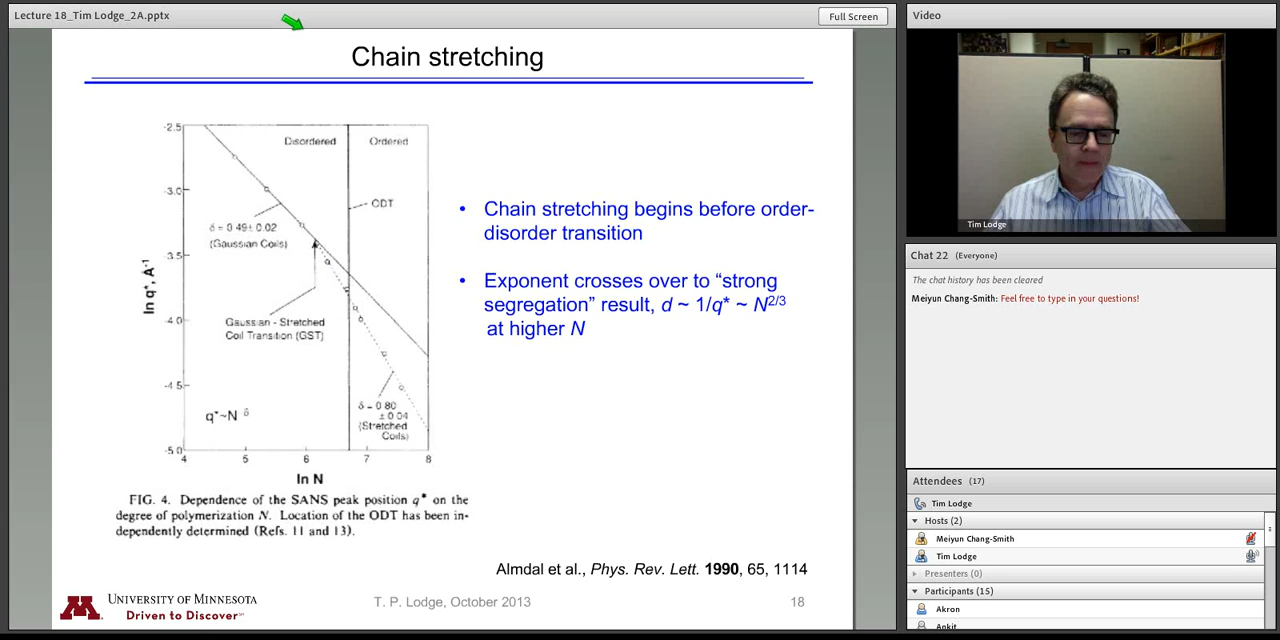 Lecture 18_Tim Lodge_2A.pptx
Full Screen
Chain stretching
-2.5
-3.0
-3.5
-4.0
-4.5
-5.0
4 5 6 7 8
ln q*, Å-1
ln N
Disordered
Ordered
ODT
δ = 0.49±0.02
(Gaussian Coils)
Gaussian - Stretched
Coil Transition (GST)
q*~N δ
δ = 0.80
± 0.04
(Stretched
Coils)
FIG. 4. Dependence of the SANS peak position q* on the
degree of polymerization N. Location of the ODT has been in-
dependently determined (Refs. 11 and 13).
• Chain stretching begins before order-
disorder transition
• Exponent crosses over to “strong
segregation” result, d ~ 1/q* ~ N2/3
at higher N
Almdal et al., Phys. Rev. Lett. 1990, 65, 1114
M
UNIVERSITY OF MINNESOTA
Driven to Discover℠
T. P. Lodge, October 2013
18
Video
Tim Lodge
Chat 22 (Everyone)
The chat history has been cleared
Meiyun Chang-Smith: Feel free to type in your questions!
Attendees (17)
Tim Lodge
Hosts (2)
Meiyun Chang-Smith
Tim Lodge
Presenters (0)
Participants (15)
Akron
Ankit